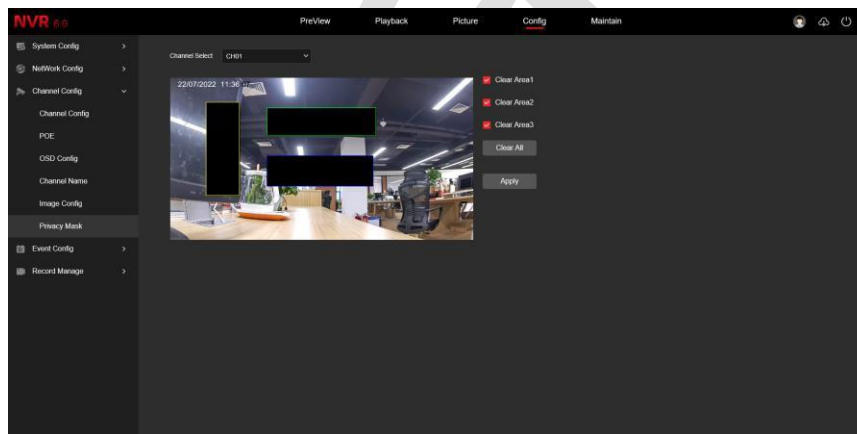 NVR 6.0
PreView
Playback
Picture
Config
Maintain
System Config
NetWork Config
Channel Config
Channel Config
POE
OSD Config
Channel Name
Image Config
Privacy Mask
Event Config
Record Manage
Channel Select
CH01
22/07/2022 11:36
Clear Area1
Clear Area2
Clear Area3
Clear All
Apply